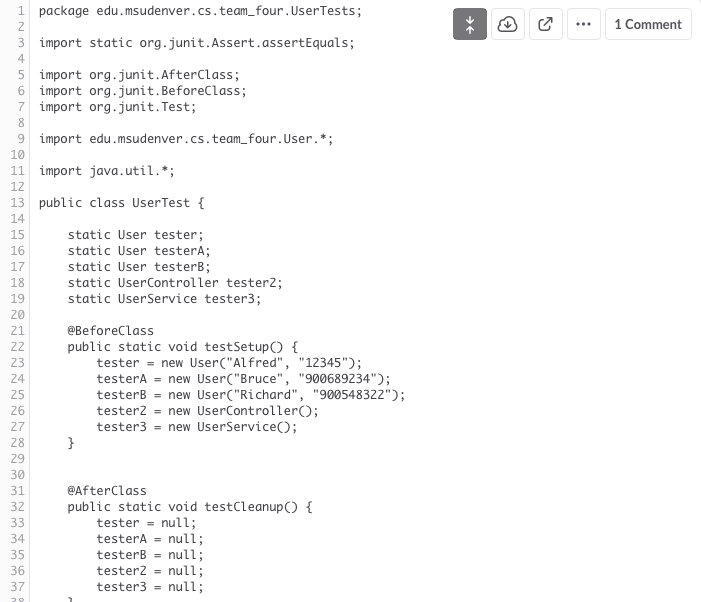 1 package edu.msudenver.cs.team_four.UserTests;
2
3 import static org.junit.Assert.assertEquals;
4
5 import org.junit.AfterClass;
6 import org.junit.BeforeClass;
7 import org.junit.Test;
8
9 import edu.msudenver.cs.team_four.User.*;
10
11 import java.util.*;
12
13 public class UserTest {
14
15     static User tester;
16     static User testerA;
17     static User testerB;
18     static UserController tester2;
19     static UserService tester3;
20
21     @BeforeClass
22     public static void testSetup() {
23         tester = new User("Alfred", "12345");
24         testerA = new User("Bruce", "900689234");
25         testerB = new User("Richard", "900548322");
26         tester2 = new UserController();
27         tester3 = new UserService();
28     }
29
30
31     @AfterClass
32     public static void testCleanup() {
33         tester = null;
34         testerA = null;
35         testerB = null;
36         tester2 = null;
37         tester3 = null;
38     }
1 Comment